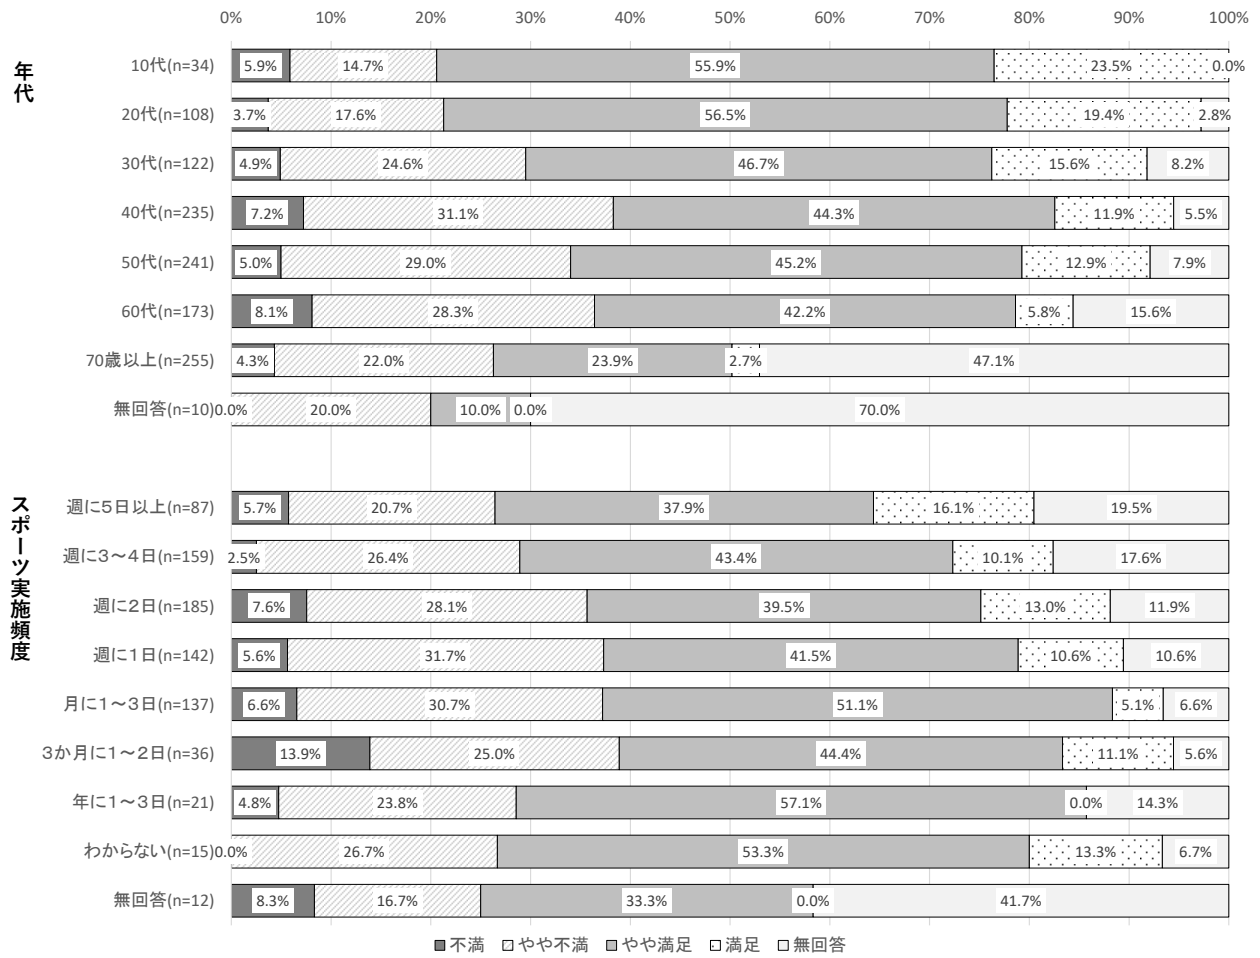 0% 10% 20% 30% 40% 50% 60% 70% 80% 90% 100%
年代
10代(n=34) 5.9% 14.7% 55.9% 23.5% 0.0%
20代(n=108) 3.7% 17.6% 56.5% 19.4% 2.8%
30代(n=122) 4.9% 24.6% 46.7% 15.6% 8.2%
40代(n=235) 7.2% 31.1% 44.3% 11.9% 5.5%
50代(n=241) 5.0% 29.0% 45.2% 12.9% 7.9%
60代(n=173) 8.1% 28.3% 42.2% 5.8% 15.6%
70歳以上(n=255) 4.3% 22.0% 23.9% 2.7% 47.1%
無回答(n=10) 0.0% 20.0% 10.0% 0.0% 70.0%
スポーツ実施頻度
週に５日以上(n=87) 5.7% 20.7% 37.9% 16.1% 19.5%
週に３～４日(n=159) 2.5% 26.4% 43.4% 10.1% 17.6%
週に２日(n=185) 7.6% 28.1% 39.5% 13.0% 11.9%
週に１日(n=142) 5.6% 31.7% 41.5% 10.6% 10.6%
月に１～３日(n=137) 6.6% 30.7% 51.1% 5.1% 6.6%
３か月に１～２日(n=36) 13.9% 25.0% 44.4% 11.1% 5.6%
年に１～３日(n=21) 4.8% 23.8% 57.1% 0.0% 14.3%
わからない(n=15) 0.0% 26.7% 53.3% 13.3% 6.7%
無回答(n=12) 8.3% 16.7% 33.3% 0.0% 41.7%
不満 やや不満 やや満足 満足 無回答